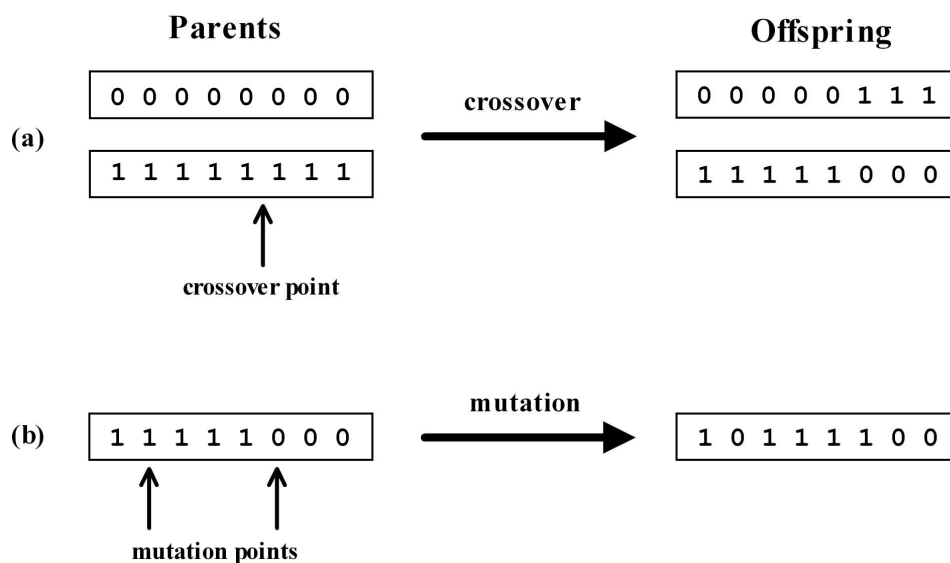 Parents
Offspring
0 0 0 0 0 0 0 0
crossover
0 0 0 0 0 1 1 1
(a)
1 1 1 1 1 1 1 1
1 1 1 1 1 0 0 0
crossover point
(b)
1 1 1 1 1 0 0 0
mutation
1 0 1 1 1 1 0 0
mutation points